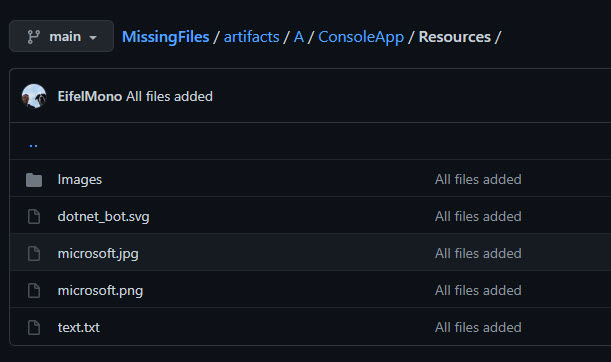 main MissingFiles / artifacts / A / ConsoleApp / Resources /
EifelMono All files added
..
Images All files added
dotnet_bot.svg All files added
microsoft.jpg All files added
microsoft.png All files added
text.txt All files added